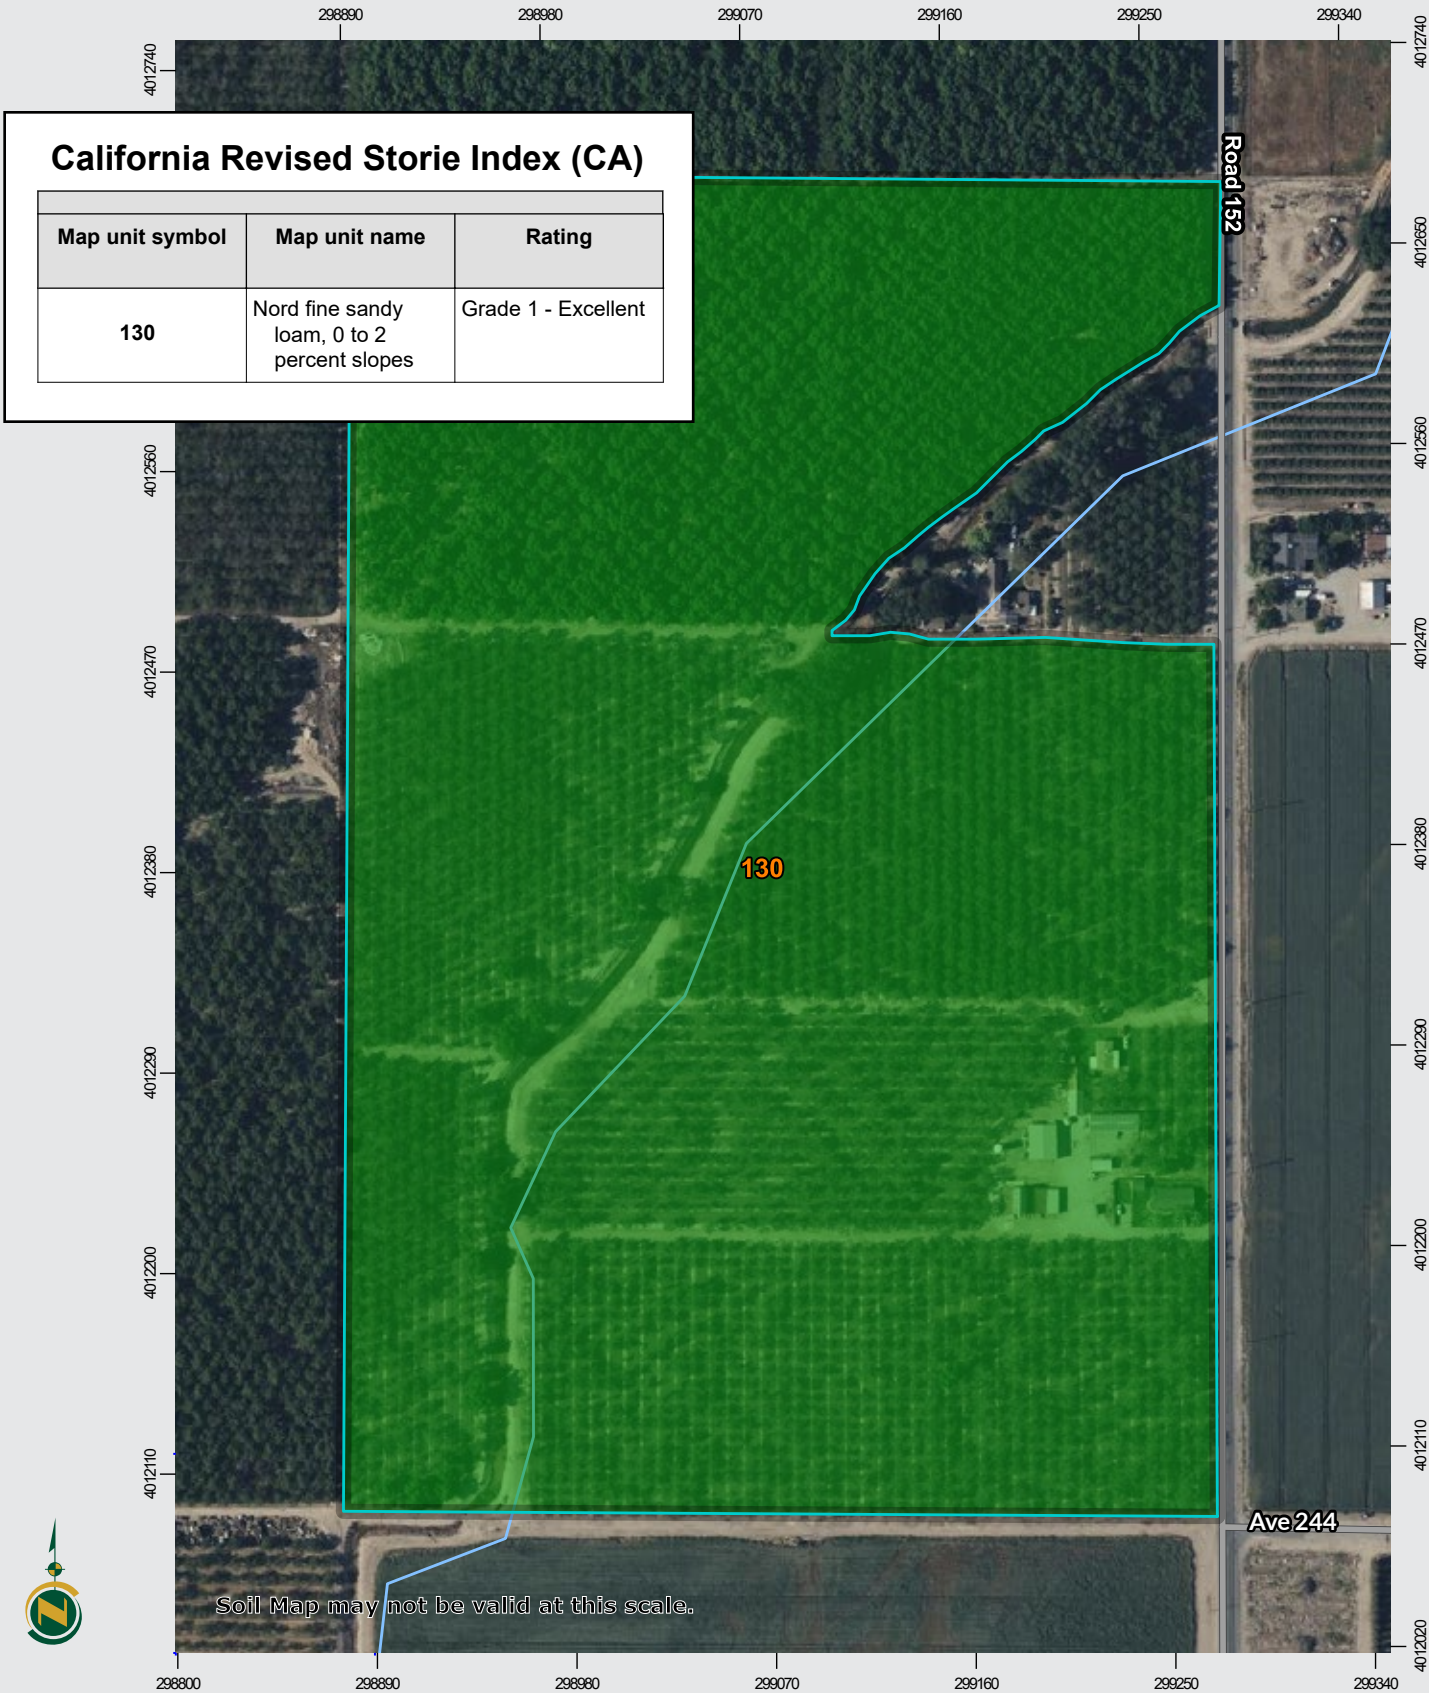 298890 298980 299070 299160 299250 299340
4012740
4012740
California Revised Storie Index (CA)
Map unit symbol Map unit name Rating
130 Nord fine sandy Grade 1 - Excellent
loam, 0 to 2
percent slopes
Road 152
4012650
4012560
4012560
4012470
4012470
4012380
4012380
130
4012290
4012290
4012200
4012200
4012110
4012110
Ave 244
N
Soil Map may not be valid at this scale.
4012020
298800 298890 298980 299070 299160 299250 299340